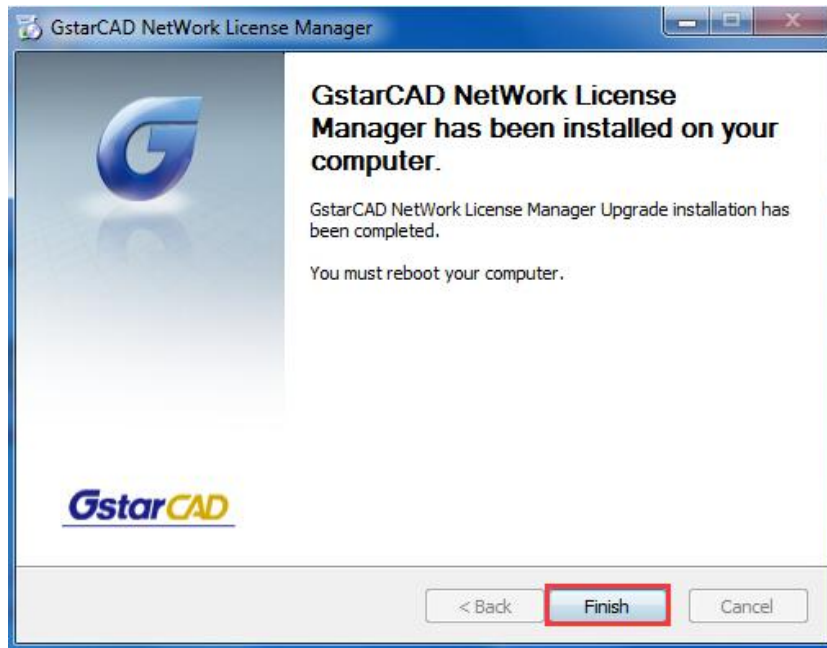 GstarCAD NetWork License Manager
GstarCAD NetWork License
Manager has been installed on your
computer.
GstarCAD NetWork License Manager Upgrade installation has
been completed.
You must reboot your computer.
GstarCAD
< Back
Finish
Cancel